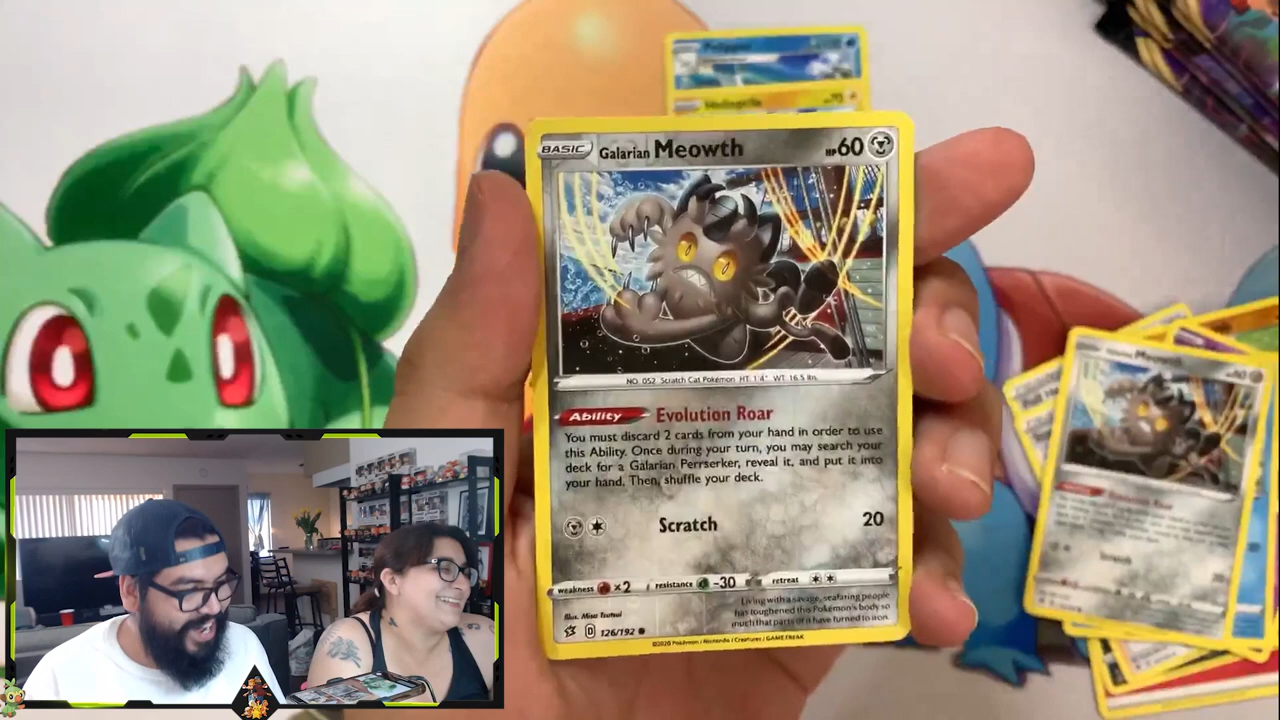 BASIC Galarian Meowth HP 60
NO. 052 Scratch Cat Pokémon HT: 1'4" WT: 16.5 lbs.
Ability Evolution Roar
You must discard 2 cards from your hand in order to use
this Ability. Once during your turn, you may search your
deck for a Galarian Perrserker, reveal it, and put it into
your hand. Then, shuffle your deck.
Scratch 20
weakness ×2 resistance -30 retreat
Illus. Misa Tsutsui
D 126/192
Living with a savage, seafaring people
has toughened this Pokémon's body so
much that parts of it have turned to iron.
©2020 Pokémon / Nintendo / Creatures / GAME FREAK
Meowth
Scratch